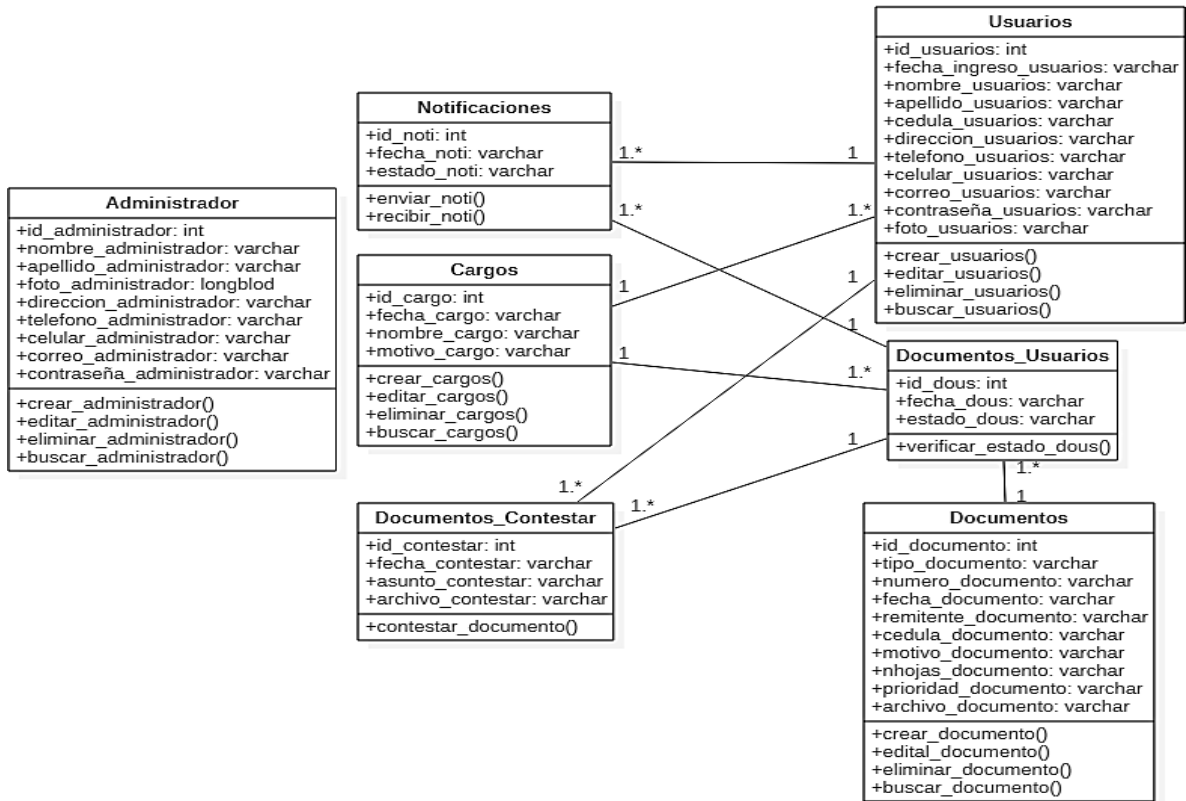 Usuarios
+id_usuarios: int
+fecha_ingreso_usuarios: varchar
+nombre_usuarios: varchar
+apellido_usuarios: varchar
+cedula_usuarios: varchar
+direccion_usuarios: varchar
+telefono_usuarios: varchar
+celular_usuarios: varchar
+correo_usuarios: varchar
+contraseña_usuarios: varchar
+foto_usuarios: varchar
+crear_usuarios()
+editar_usuarios()
+eliminar_usuarios()
+buscar_usuarios()
Notificaciones
+id_noti: int
+fecha_noti: varchar
+estado_noti: varchar
+enviar_noti()
+recibir_noti()
1.*
1
1.*
1
1.*
1
Administrador
+id_administrador: int
+nombre_administrador: varchar
+apellido_administrador: varchar
+foto_administrador: longblod
+direccion_administrador: varchar
+telefono_administrador: varchar
+celular_administrador: varchar
+correo_administrador: varchar
+contraseña_administrador: varchar
+crear_administrador()
+editar_administrador()
+eliminar_administrador()
+buscar_administrador()
Cargos
+id_cargo: int
+fecha_cargo: varchar
+nombre_cargo: varchar
+motivo_cargo: varchar
+crear_cargos()
+editar_cargos()
+eliminar_cargos()
+buscar_cargos()
1
1
1.*
1
Documentos_Usuarios
+id_dous: int
+fecha_dous: varchar
+estado_dous: varchar
+verificar_estado_dous()
1.*
1.*
1.*
1
Documentos_Contestar
+id_contestar: int
+fecha_contestar: varchar
+asunto_contestar: varchar
+archivo_contestar: varchar
+contestar_documento()
Documentos
+id_documento: int
+tipo_documento: varchar
+numero_documento: varchar
+fecha_documento: varchar
+remitente_documento: varchar
+cedula_documento: varchar
+motivo_documento: varchar
+nhojas_documento: varchar
+prioridad_documento: varchar
+archivo_documento: varchar
+crear_documento()
+edital_documento()
+eliminar_documento()
+buscar_documento()